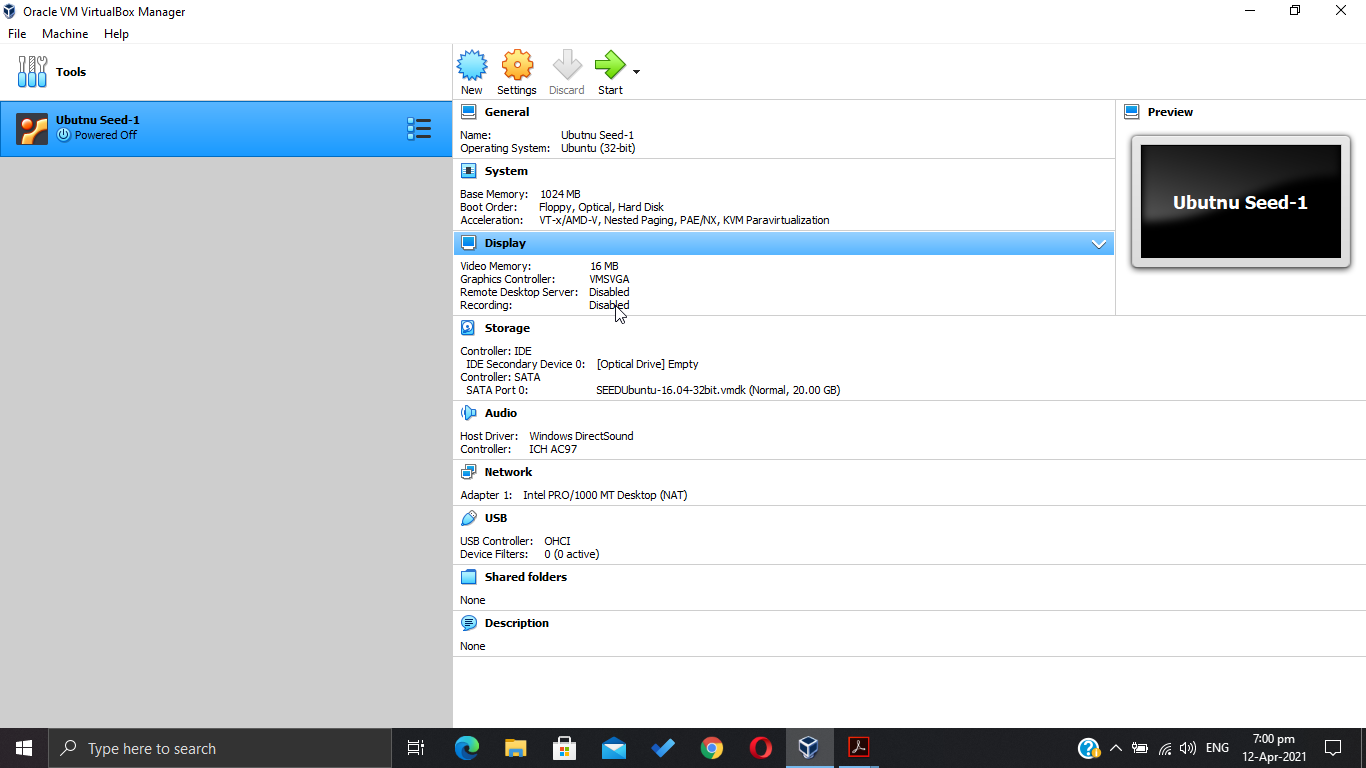 Oracle VM VirtualBox Manager
File Machine Help
Tools
Ubutnu Seed-1
Powered Off
New Settings Discard Start
General
Name: Ubutnu Seed-1
Operating System: Ubuntu (32-bit)
System
Base Memory: 1024 MB
Boot Order: Floppy, Optical, Hard Disk
Acceleration: VT-x/AMD-V, Nested Paging, PAE/NX, KVM Paravirtualization
Display
Video Memory: 16 MB
Graphics Controller: VMSVGA
Remote Desktop Server: Disabled
Recording: Disabled
Preview
Ubutnu Seed-1
Storage
Controller: IDE
IDE Secondary Device 0: [Optical Drive] Empty
Controller: SATA
SATA Port 0: SEEDUbuntu-16.04-32bit.vmdk (Normal, 20.00 GB)
Audio
Host Driver: Windows DirectSound
Controller: ICH AC97
Network
Adapter 1: Intel PRO/1000 MT Desktop (NAT)
USB
USB Controller: OHCI
Device Filters: 0 (0 active)
Shared folders
None
Description
None
Type here to search
ENG
7:00 pm
12-Apr-2021